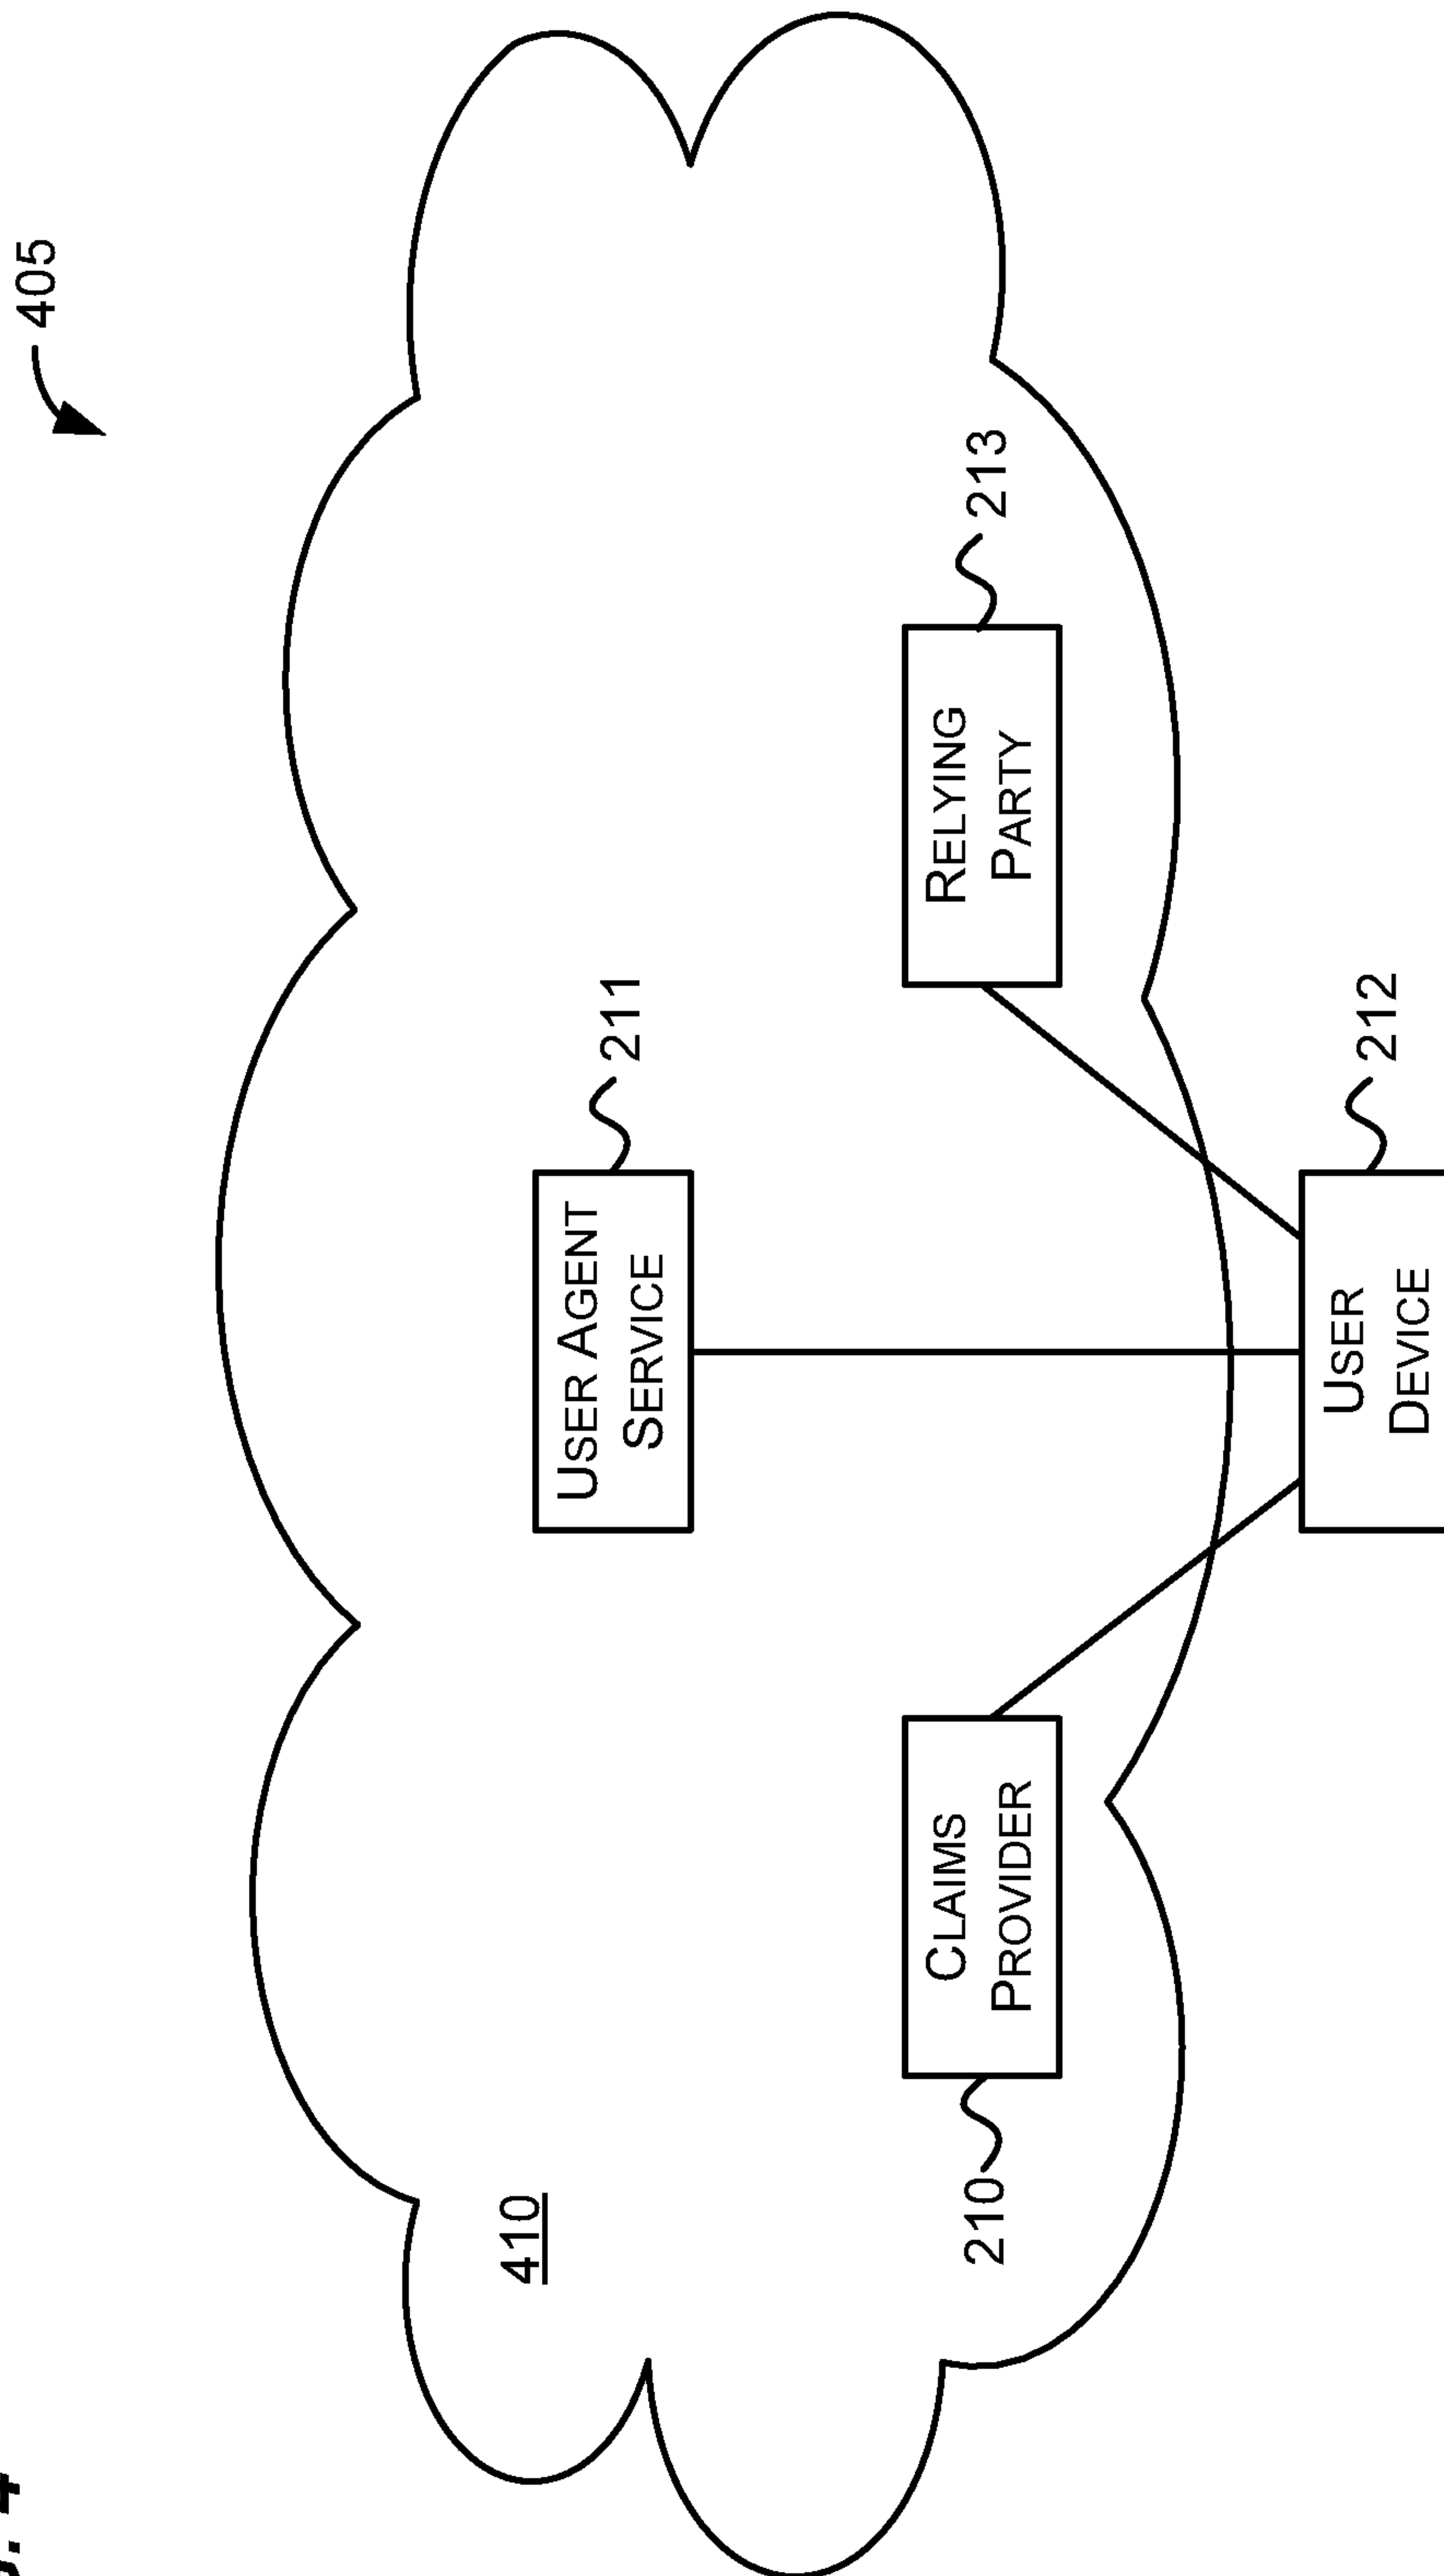 405
USER AGENT
SERVICE
211
410
CLAIMS
PROVIDER
210
RELYING
PARTY
213
USER
DEVICE
212